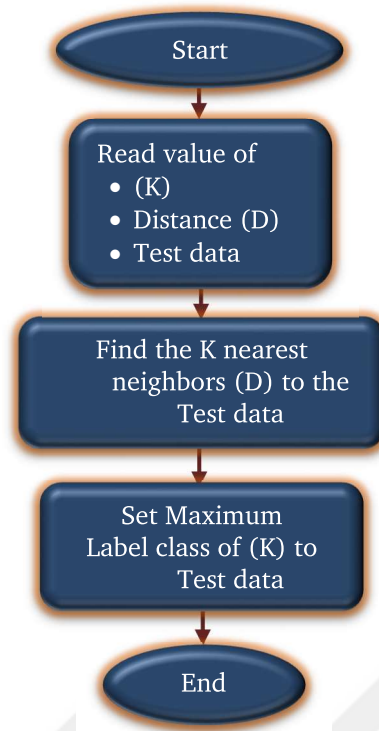 Start
Read value of
• (K)
• Distance (D)
• Test data
Find the K nearest
neighbors (D) to the
Test data
Set Maximum
Label class of (K) to
Test data
End